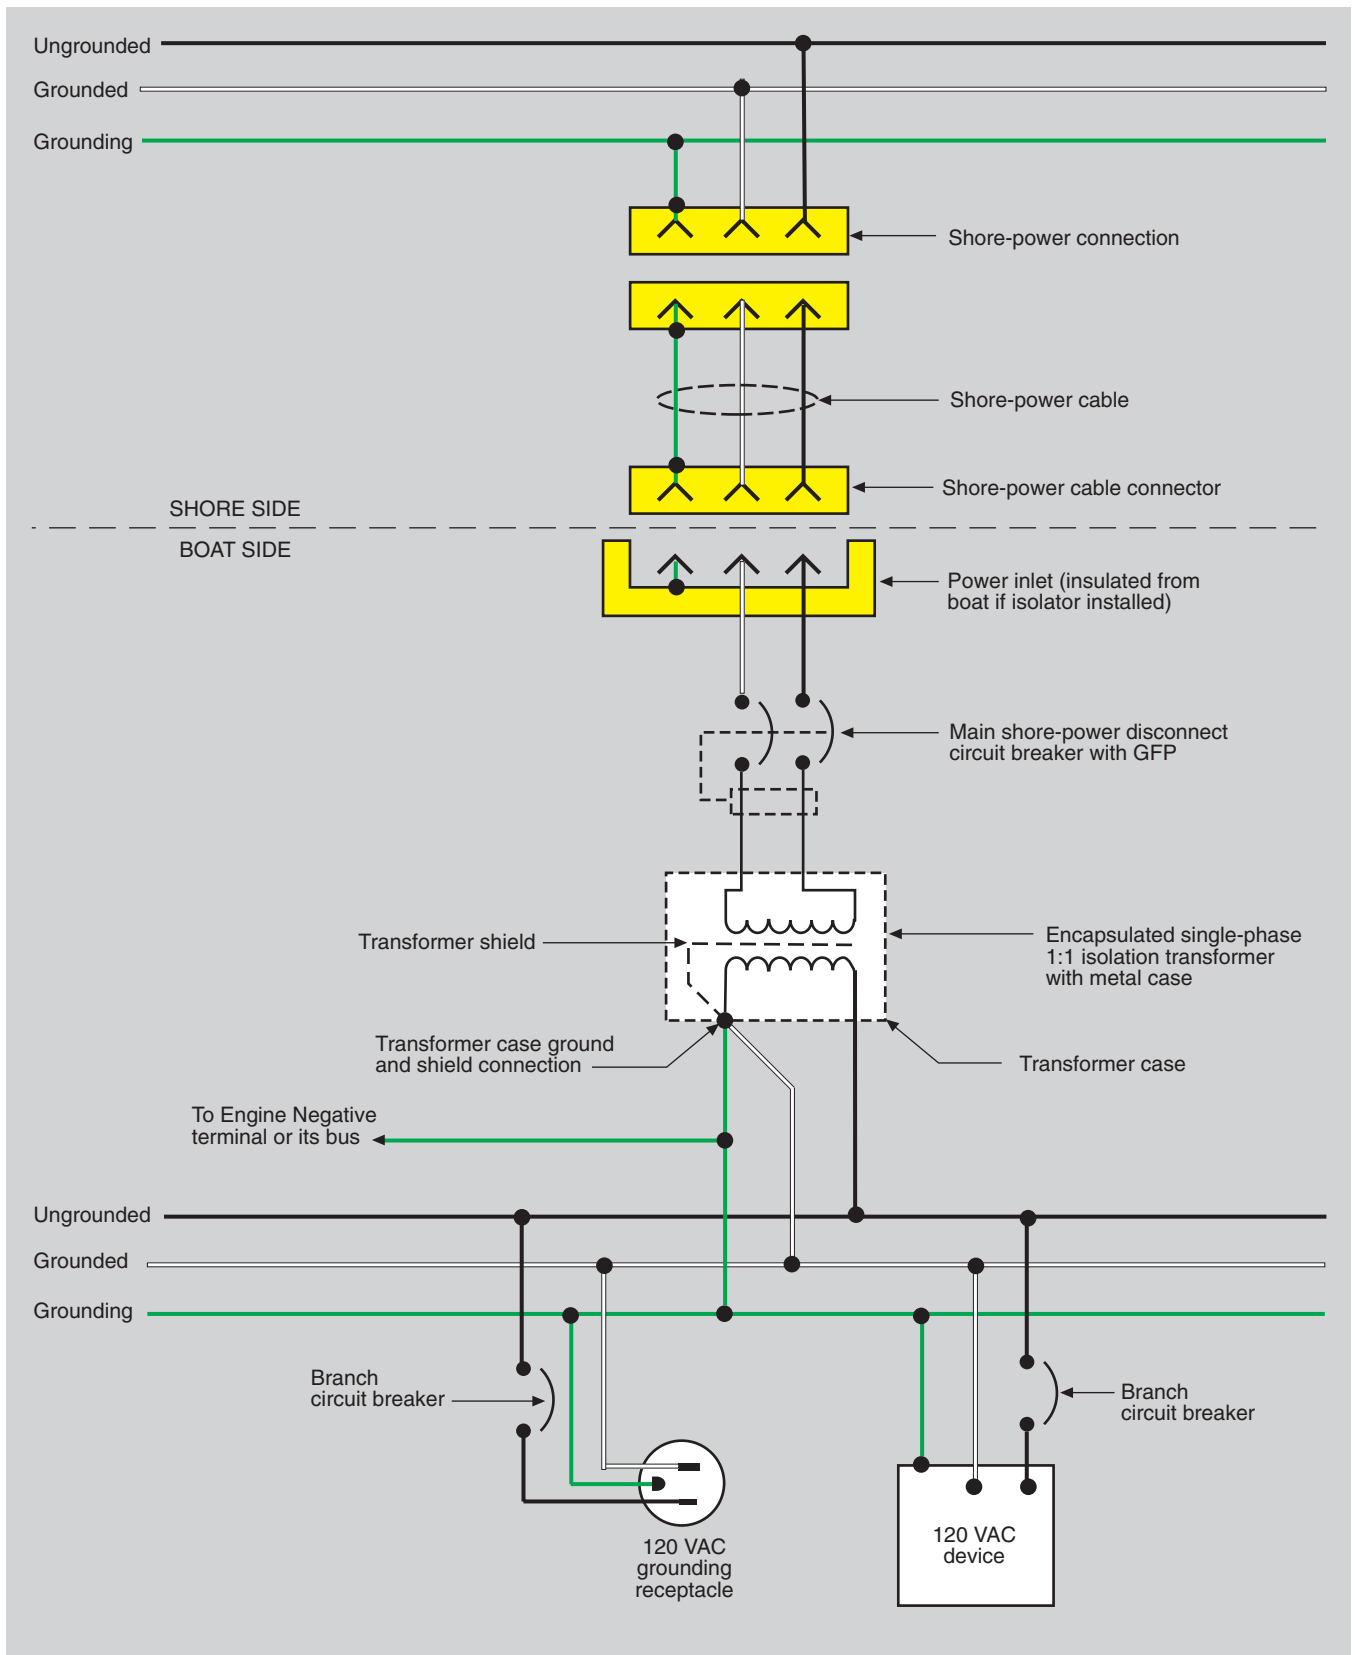 Ungrounded
Grounded
Grounding
Shore-power connection
Shore-power cable
Shore-power cable connector
SHORE SIDE
BOAT SIDE
Power inlet (insulated from
boat if isolator installed)
Main shore-power disconnect
circuit breaker with GFP
Transformer shield
Encapsulated single-phase
1:1 isolation transformer
with metal case
Transformer case ground
and shield connection
Transformer case
To Engine Negative
terminal or its bus
Ungrounded
Grounded
Grounding
Branch
circuit breaker
Branch
circuit breaker
120 VAC
grounding
receptacle
120 VAC
device